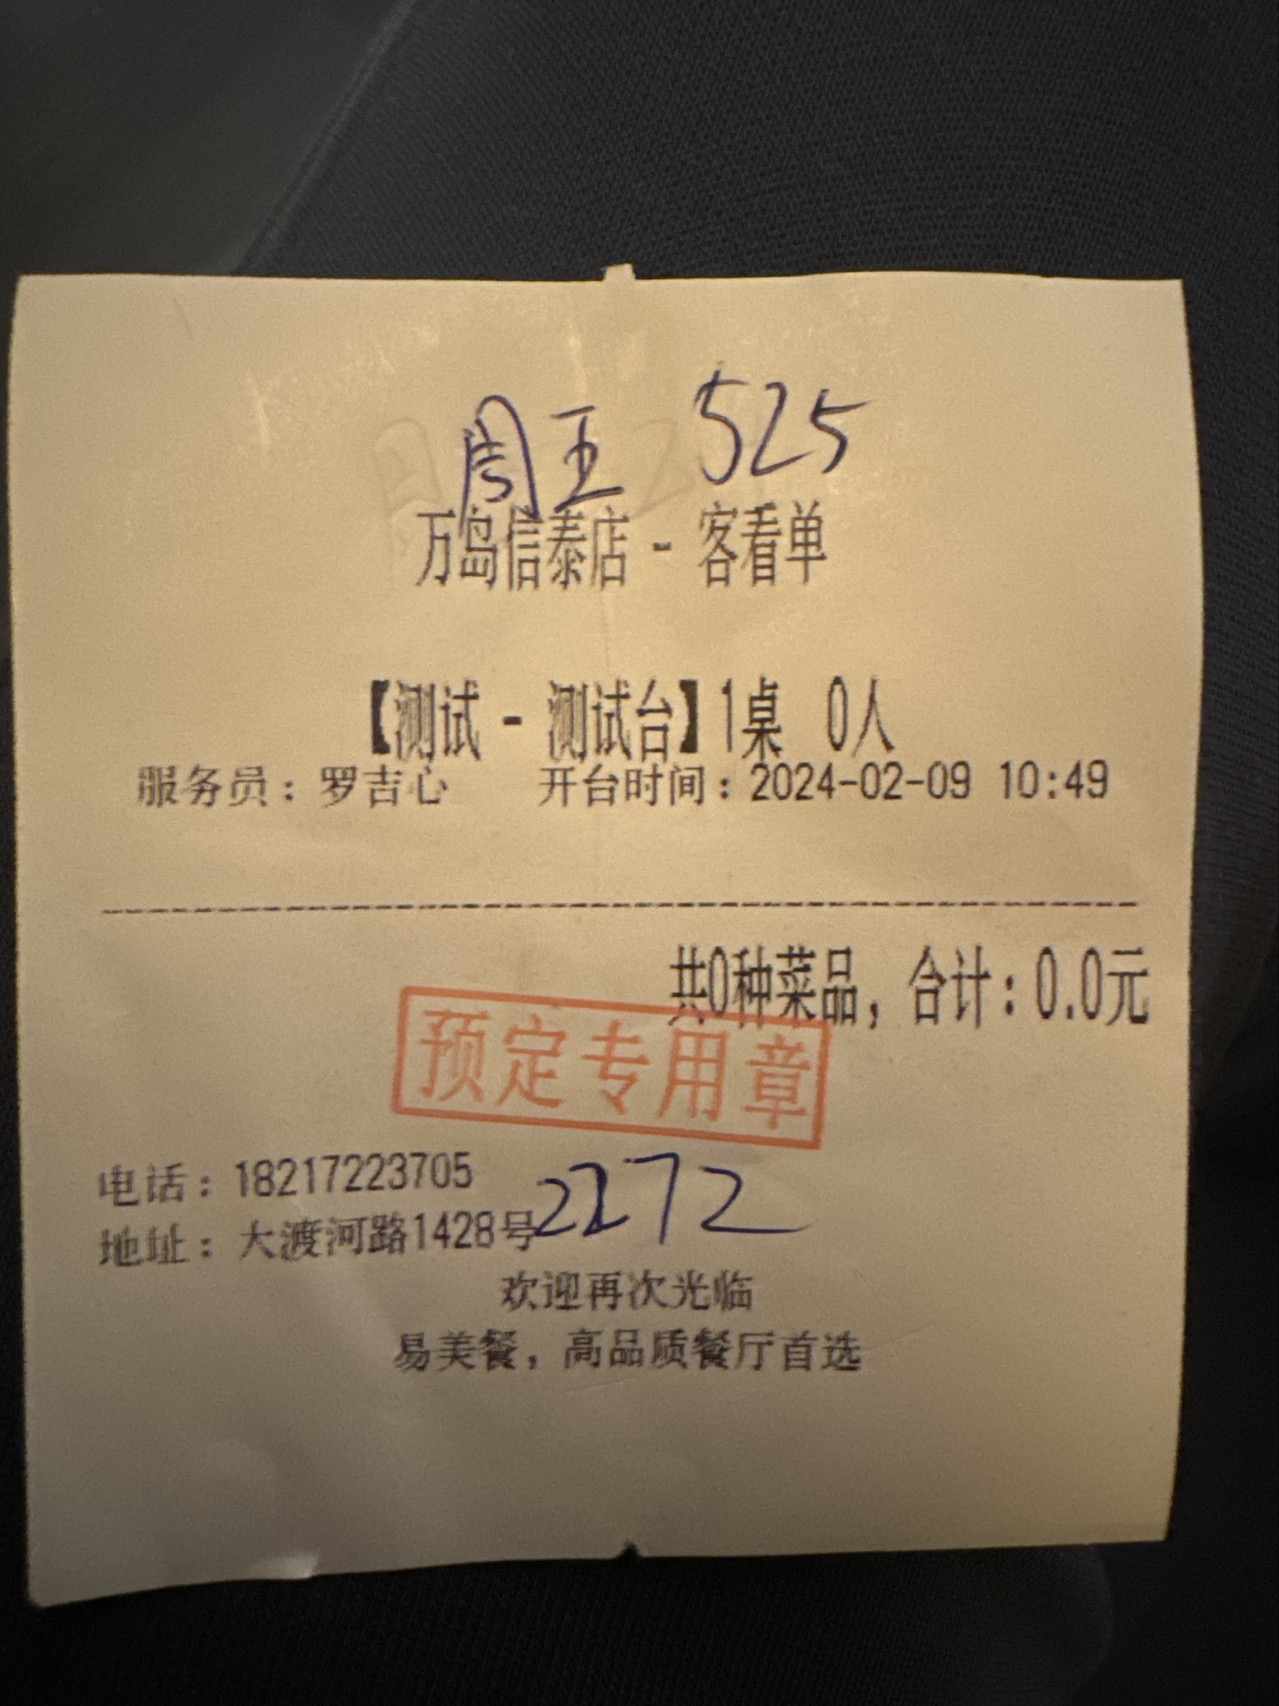 周五 525
万岛信泰店 - 客看单
【测试 - 测试台】1桌 0人
服务员：罗吉心 开台时间：2024-02-09 10:49
共0种菜品，合计：0.0元
预定专用章
电话：18217223705
2272
地址：大渡河路1428号
欢迎再次光临
易美餐，高品质餐厅首选